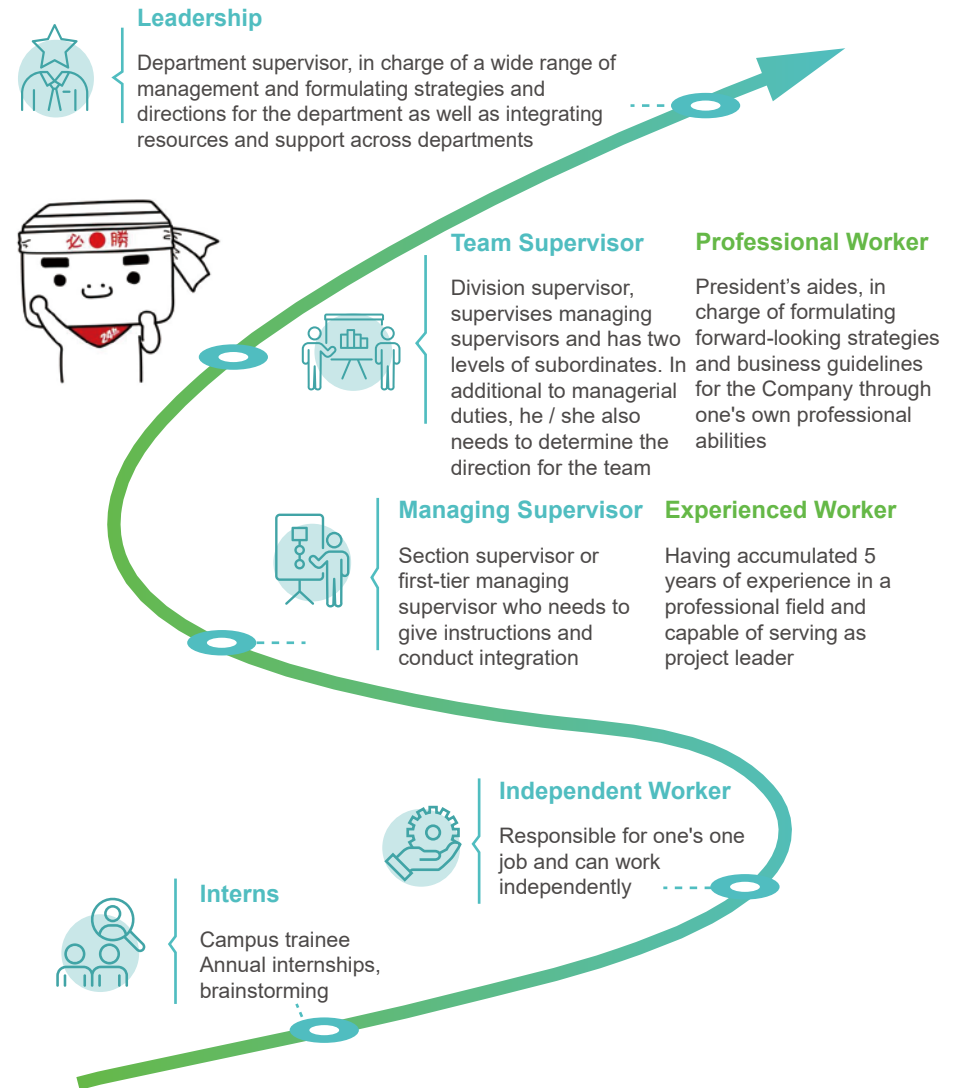 Leadership
Department supervisor, in charge of a wide range of
management and formulating strategies and
directions for the department as well as integrating
resources and support across departments
必 勝
24h.
Team Supervisor
Division supervisor,
supervises managing
supervisors and has two
levels of subordinates. In
additional to managerial
duties, he / she also
needs to determine the
direction for the team
Professional Worker
President’s aides, in
charge of formulating
forward-looking strategies
and business guidelines
for the Company through
one's own professional
abilities
Managing Supervisor
Section supervisor or
first-tier managing
supervisor who needs to
give instructions and
conduct integration
Experienced Worker
Having accumulated 5
years of experience in a
professional field and
capable of serving as
project leader
Independent Worker
Responsible for one's one
job and can work
independently
Interns
Campus trainee
Annual internships,
brainstorming